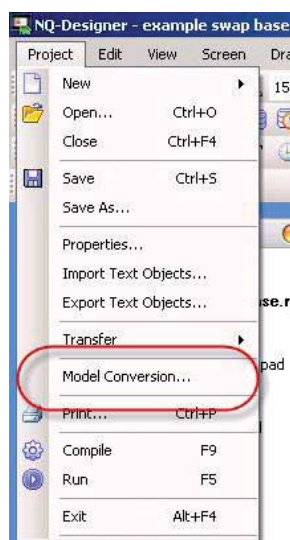 NQ-Designer - example swap base
Project Edit View Screen Dra
New
15
Open... Ctrl+O
Close Ctrl+F4
Save Ctrl+S
Save As...
Properties...
Import Text Objects...
Export Text Objects...
ase.r
Transfer
pad
Model Conversion...
Print... Ctrl+P
Compile F9
Run F5
Exit Alt+F4